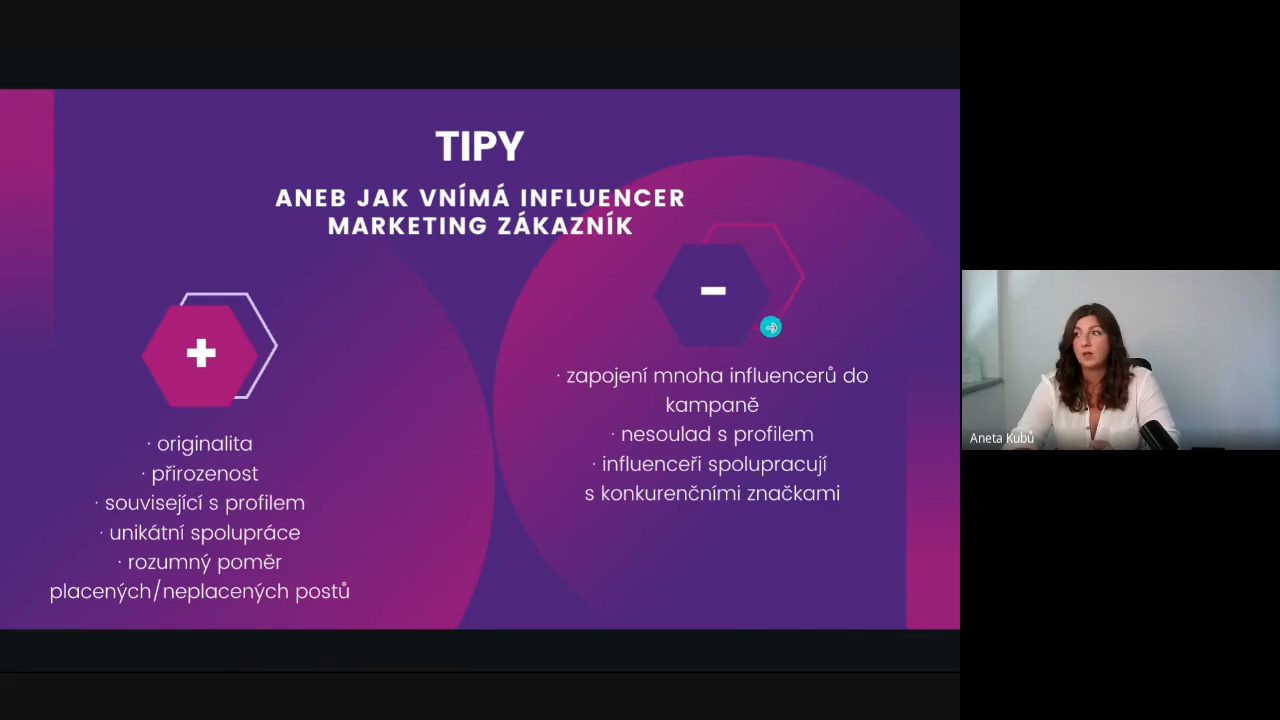 TIPY
ANEB JAK VNÍMÁ INFLUENCER
MARKETING ZÁKAZNÍK
+
· originalita
· přirozenost
· související s profilem
· unikátní spolupráce
· rozumný poměr
placených/neplacených postů
-
· zapojení mnoha influencerů do
kampaně
· nesoulad s profilem
· influenceři spolupracují
s konkurenčními značkami
Aneta Kubů